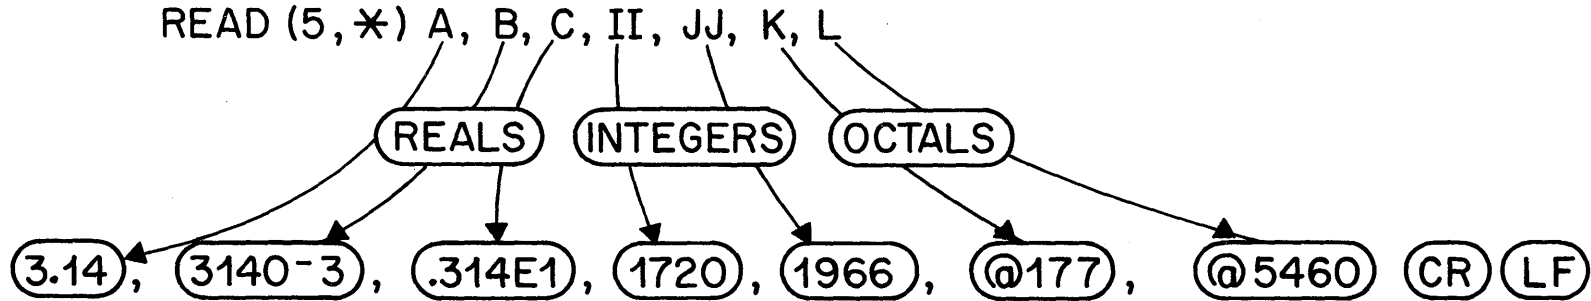 READ (5,*) A, B, C, II, JJ, K, L
REALS INTEGERS OCTALS
3.14, 3140-3, .314E1, 1720, 1966, @177, @5460 CR LF